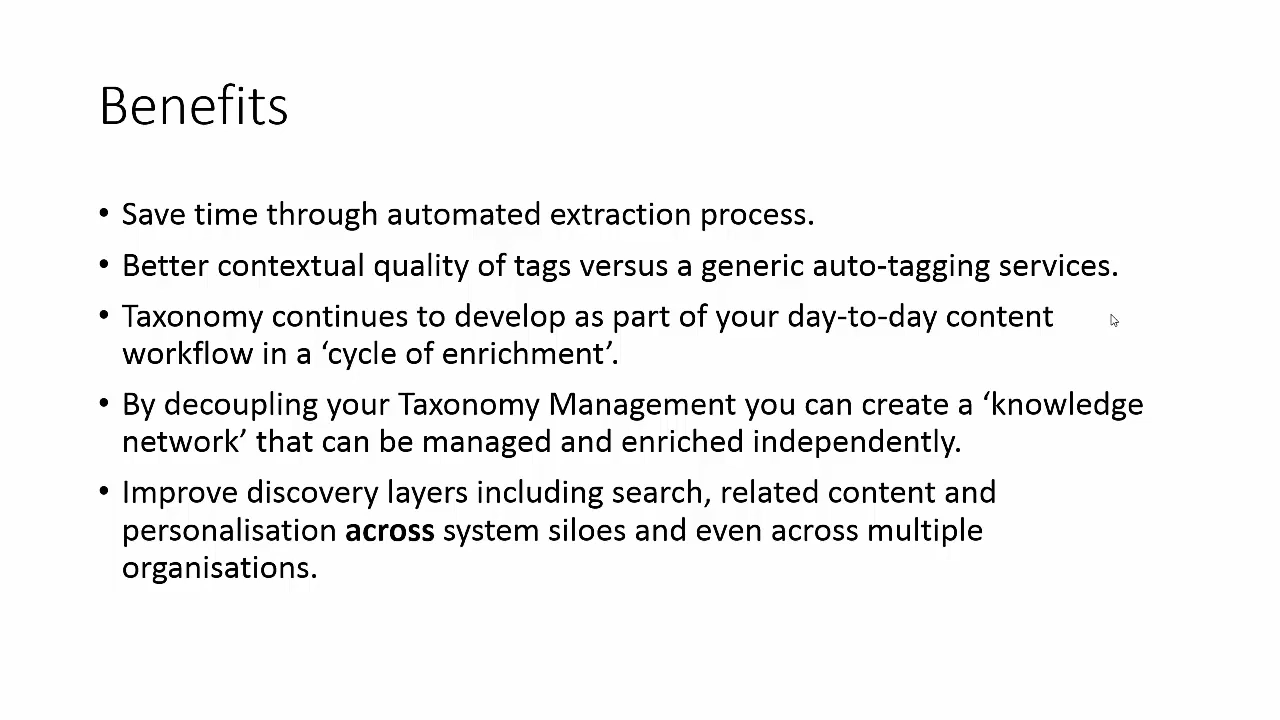 Benefits
• Save time through automated extraction process.
• Better contextual quality of tags versus a generic auto-tagging services.
• Taxonomy continues to develop as part of your day-to-day content
workflow in a ‘cycle of enrichment’.
• By decoupling your Taxonomy Management you can create a ‘knowledge
network’ that can be managed and enriched independently.
• Improve discovery layers including search, related content and
personalisation across system siloes and even across multiple
organisations.